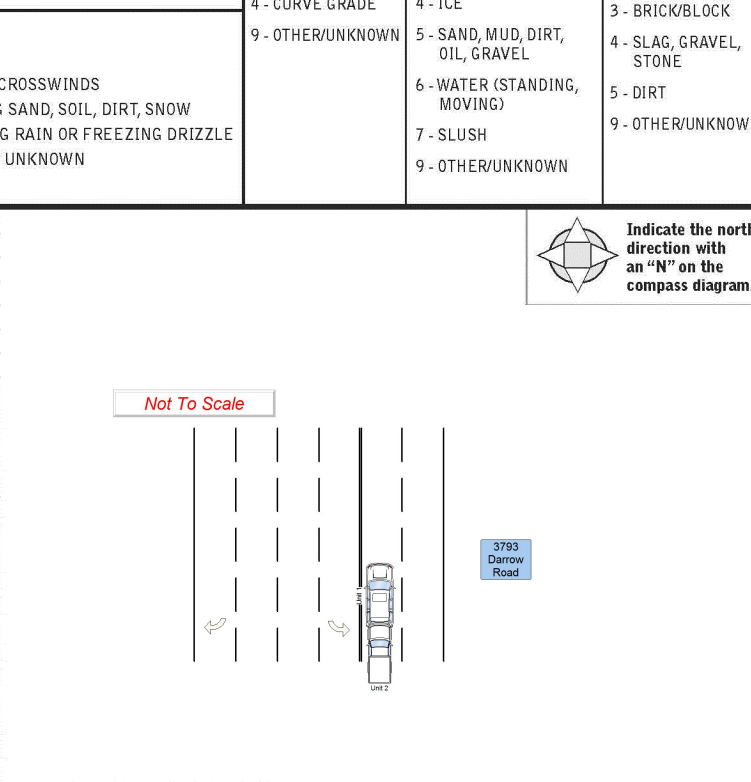 4 - CURVE GRADE
9 - OTHER/UNKNOWN
4 - ICE
5 - SAND, MUD, DIRT,
OIL, GRAVEL
6 - WATER (STANDING,
MOVING)
7 - SLUSH
9 - OTHER/UNKNOWN
3 - BRICK/BLOCK
4 - SLAG, GRAVEL,
STONE
5 - DIRT
9 - OTHER/UNKNOW
CROSSWINDS
G SAND, SOIL, DIRT, SNOW
G RAIN OR FREEZING DRIZZLE
UNKNOWN
Indicate the north
direction with
an “N” on the
compass diagram
Not To Scale
3793
Darrow
Road
Unit 1
Unit 2